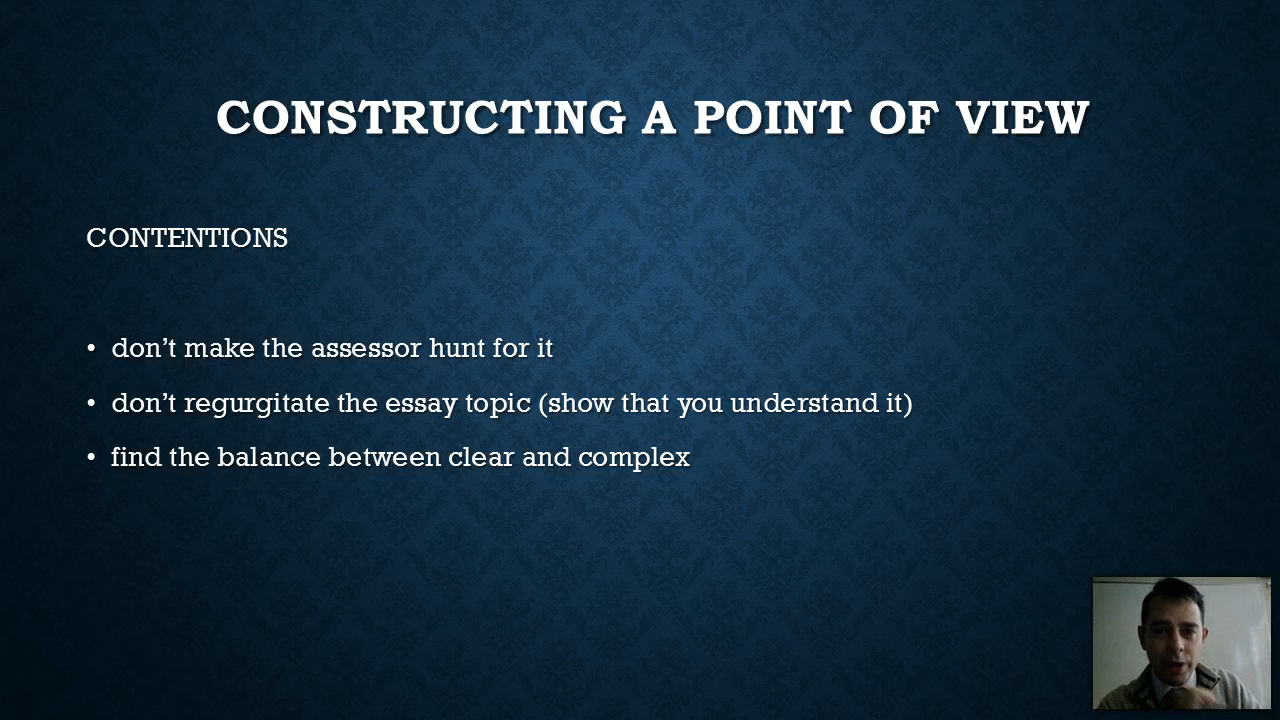 CONSTRUCTING A POINT OF VIEW
CONTENTIONS
• don’t make the assessor hunt for it
• don’t regurgitate the essay topic (show that you understand it)
• find the balance between clear and complex